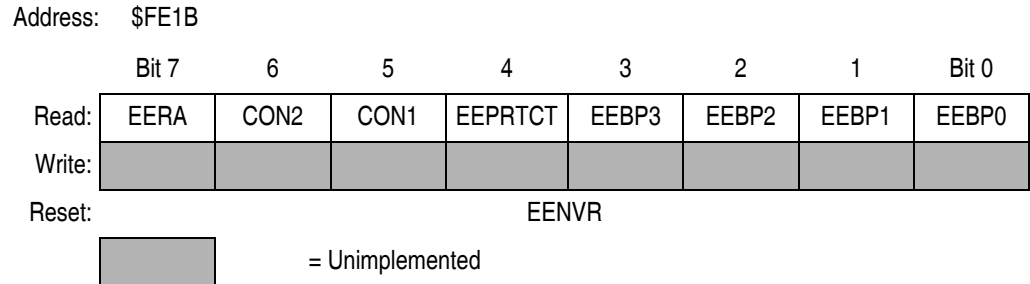 Address: $FE1B
Bit 7 6 5 4 3 2 1 Bit 0
Read: EERA CON2 CON1 EEPRTCT EEBP3 EEBP2 EEBP1 EEBP0
Write:
Reset: EENVR
= Unimplemented